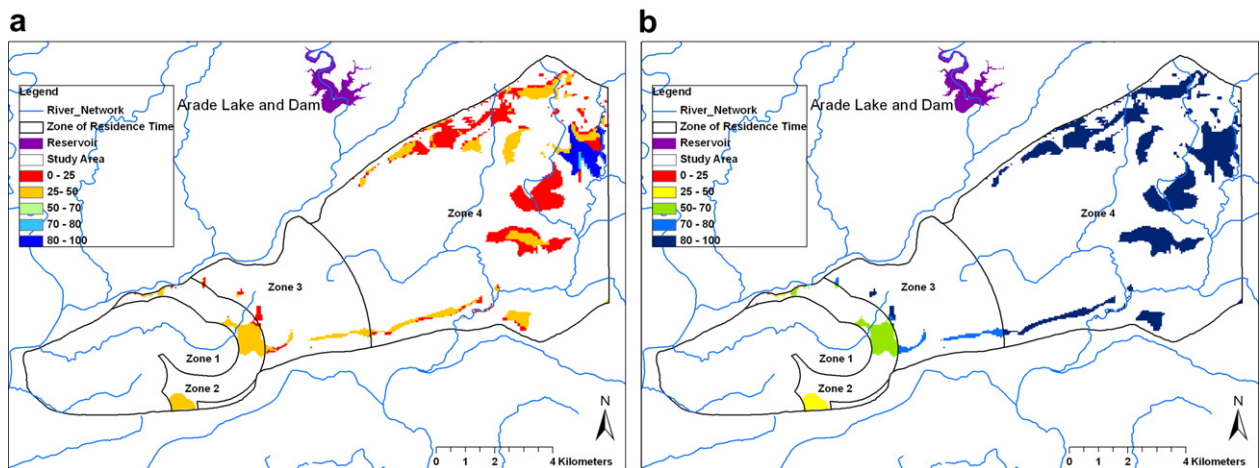 a
Legend
River_Network
Zone of Residence Time
Reservoir
Study Area
0 - 25
25 - 50
50 - 70
70 - 80
80 - 100
Arade Lake and Dam
Zone 4
Zone 3
Zone 1
Zone 2
N
0 1 2 4 Kilometers
b
Legend
River_Network
Zone of Residence Time
Reservoir
Study Area
0 - 25
25 - 50
50 - 70
70 - 80
80 - 100
Arade Lake and Dam
Zone 4
Zone 3
Zone 1
Zone 2
N
0 1 2 4 Kilometers